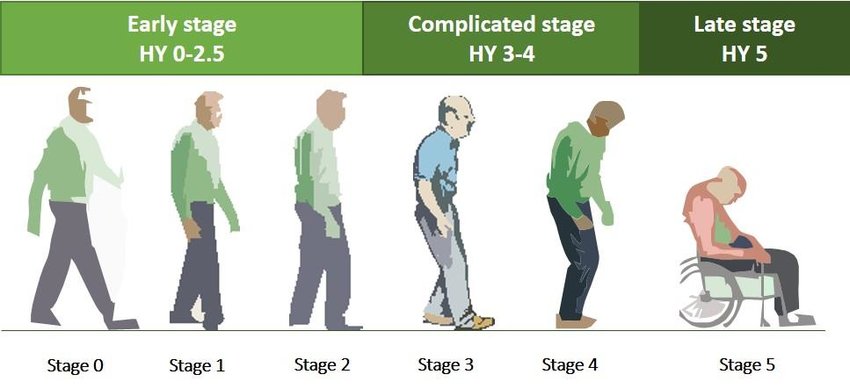 Early stage
HY 0-2.5
Complicated stage
HY 3-4
Late stage
HY 5
Stage 0
Stage 1
Stage 2
Stage 3
Stage 4
Stage 5